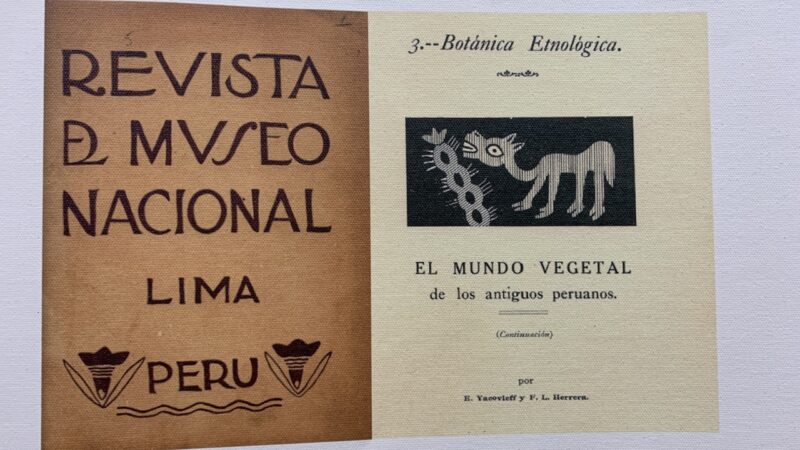 REVISTA
DEL MVSEO
NACIONAL
LIMA
PERU
3.--Botánica Etnológica.
EL MUNDO VEGETAL
de los antiguos peruanos.
(Continuación)
por
E. Yacovleff y F. L. Herrera.